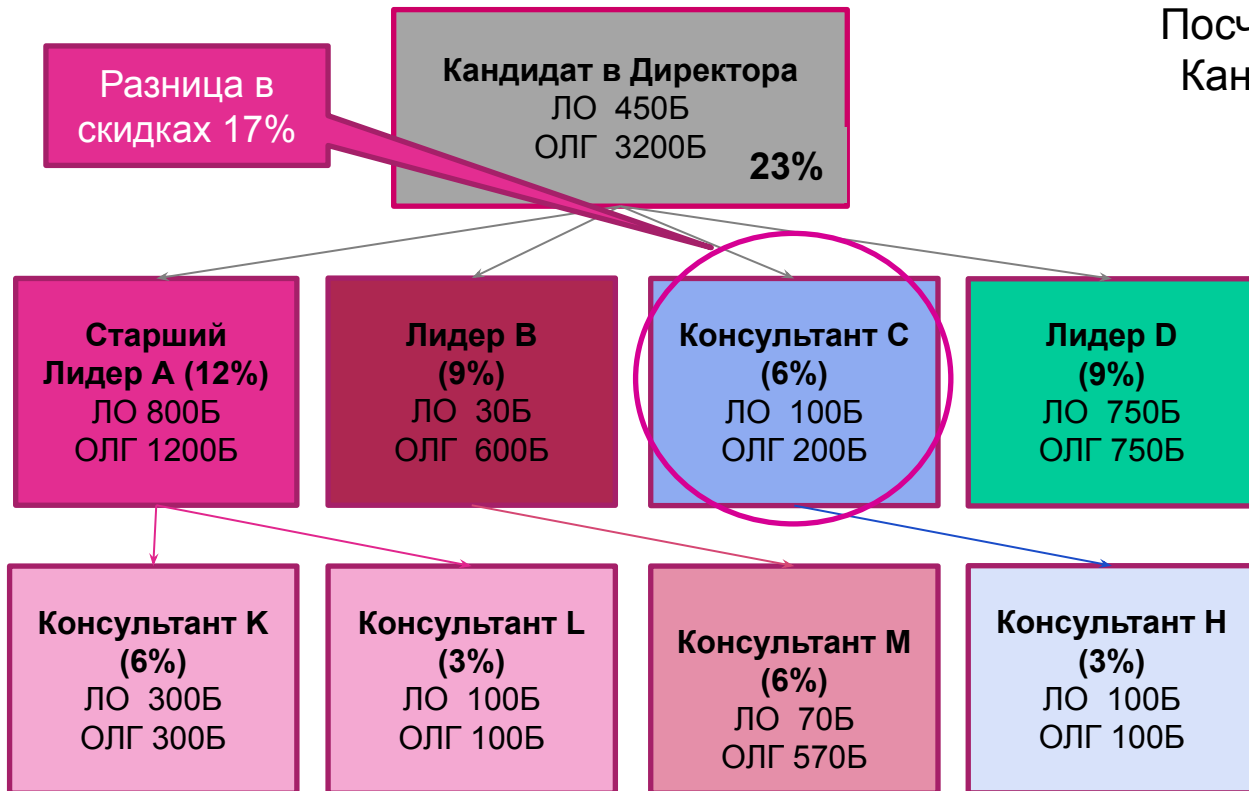 Разница в
скидках 17%
Кандидат в Директора
ЛО 450Б
ОЛГ 3200Б
23%
Старший
Лидер A (12%)
ЛО 800Б
ОЛГ 1200Б
Лидер B
(9%)
ЛО 30Б
ОЛГ 600Б
Консультант C
(6%)
ЛО 100Б
ОЛГ 200Б
Лидер D
(9%)
ЛО 750Б
ОЛГ 750Б
Консультант K
(6%)
ЛО 300Б
ОЛГ 300Б
Консультант L
(3%)
ЛО 100Б
ОЛГ 100Б
Консультант M
(6%)
ЛО 70Б
ОЛГ 570Б
Консультант H
(3%)
ЛО 100Б
ОЛГ 100Б